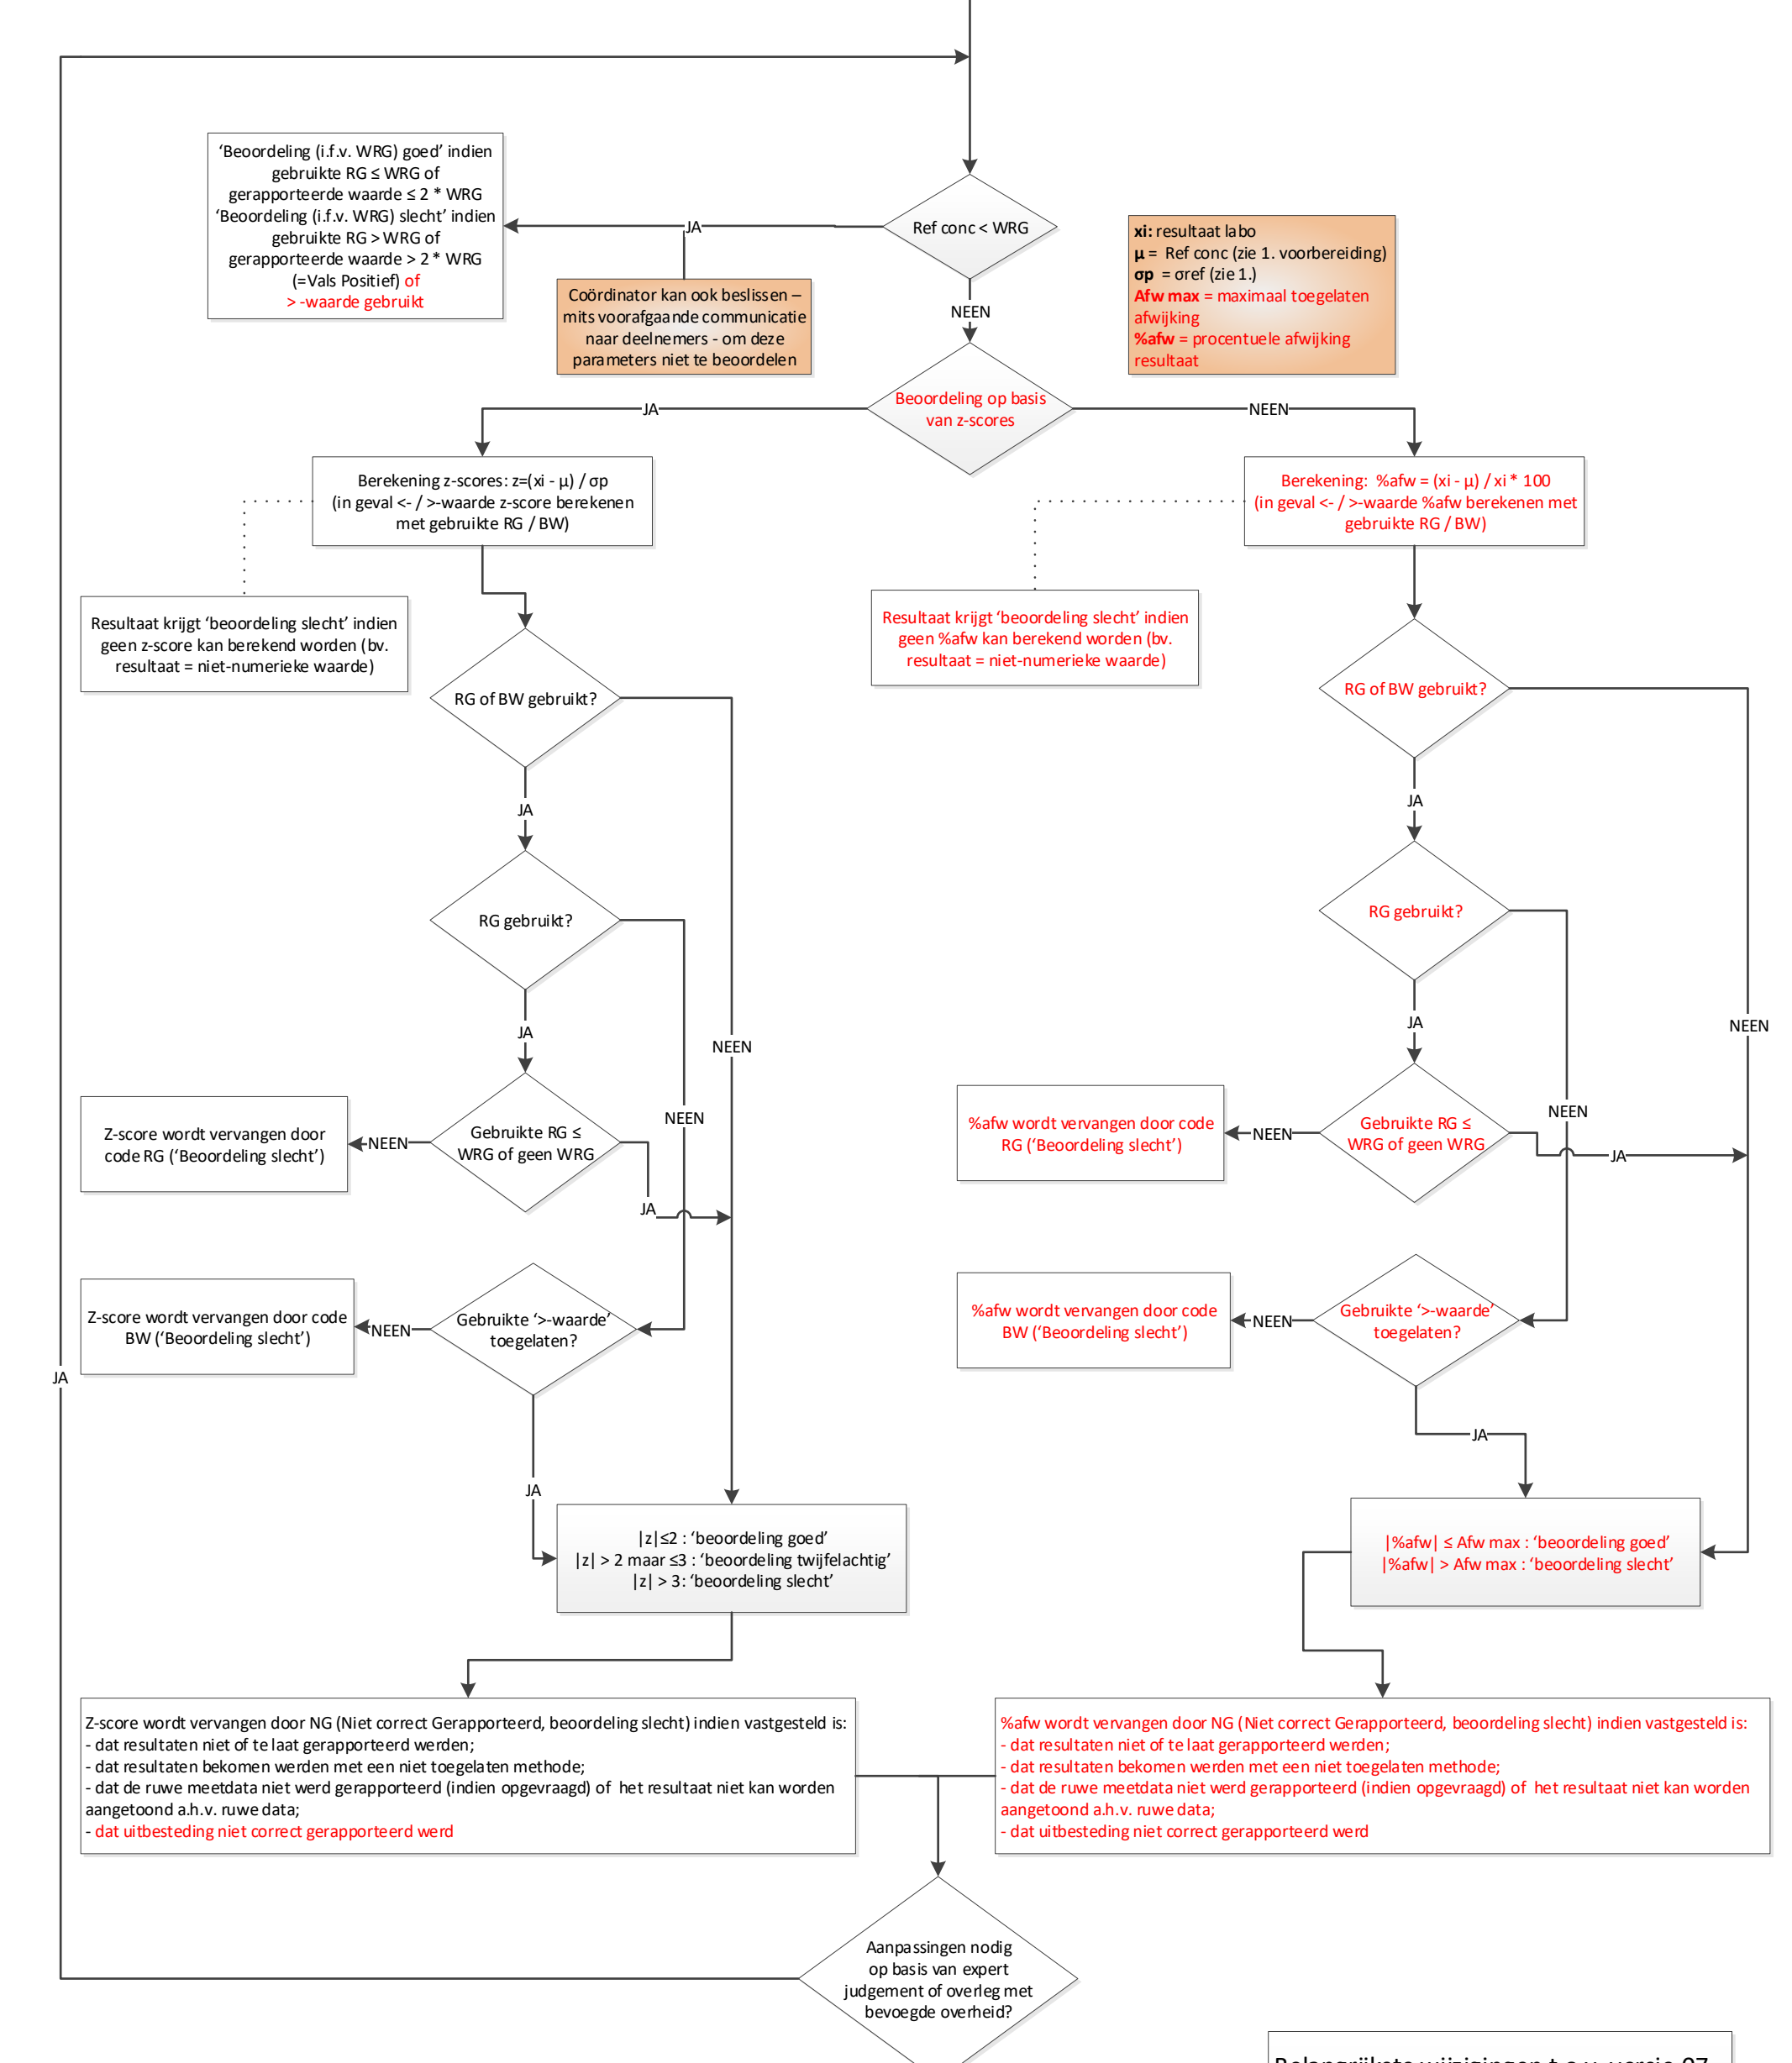 ‘Beoordeling (i.f.v. WRG) goed’ indien
gebruikte RG ≤ WRG of
gerapporteerde waarde ≤ 2 * WRG
‘Beoordeling (i.f.v. WRG) slecht’ indien
gebruikte RG > WRG of
gerapporteerde waarde > 2 * WRG
(=Vals Positief) of
> -waarde gebruikt
JA
Ref conc < WRG
Coördinator kan ook beslissen –
mits voorafgaande communicatie
naar deelnemers - om deze
parameters niet te beoordelen
NEEN
xi: resultaat labo
μ = Ref conc (zie 1. voorbereiding)
σp = σref (zie 1.)
Afw max = maximaal toegelaten
afwijking
%afw = procentuele afwijking
resultaat
JA
Beoordeling op basis
van z-scores
NEEN
Berekening z-scores: z=(xi - μ) / σp
(in geval <- / >-waarde z-score berekenen
met gebruikte RG / BW)
Berekening: %afw = (xi - μ) / xi * 100
(in geval <- / >-waarde %afw berekenen met
gebruikte RG / BW)
Resultaat krijgt ‘beoordeling slecht’ indien
geen z-score kan berekend worden (bv.
resultaat = niet-numerieke waarde)
Resultaat krijgt ‘beoordeling slecht’ indien
geen %afw kan berekend worden (bv.
resultaat = niet-numerieke waarde)
RG of BW gebruikt?
RG of BW gebruikt?
JA
JA
RG gebruikt?
RG gebruikt?
JA
NEEN
JA
NEEN
Z-score wordt vervangen door
code RG (‘Beoordeling slecht’)
NEEN
Gebruikte RG ≤
WRG of geen WRG
NEEN
JA
%afw wordt vervangen door code
RG (‘Beoordeling slecht’)
NEEN
Gebruikte RG ≤
WRG of geen WRG
NEEN
JA
Z-score wordt vervangen door code
BW (‘Beoordeling slecht’)
NEEN
Gebruikte ‘>-waarde’
toegelaten?
%afw wordt vervangen door code
BW (‘Beoordeling slecht’)
NEEN
Gebruikte ‘>-waarde’
toegelaten?
JA
JA
JA
|z|≤2 : ‘beoordeling goed’
|z| > 2 maar ≤3 : ‘beoordeling twijfelachtig’
|z| > 3: ‘beoordeling slecht’
|%afw| ≤ Afw max : ‘beoordeling goed’
|%afw| > Afw max : ‘beoordeling slecht’
Z-score wordt vervangen door NG (Niet correct Gerapporteerd, beoordeling slecht) indien vastgesteld is:
- dat resultaten niet of te laat gerapporteerd werden;
- dat resultaten bekomen werden met een niet toegelaten methode;
- dat de ruwe meetdata niet werd gerapporteerd (indien opgevraagd) of het resultaat niet kan worden
aangetoond a.h.v. ruwe data;
- dat uitbesteding niet correct gerapporteerd werd
%afw wordt vervangen door NG (Niet correct Gerapporteerd, beoordeling slecht) indien vastgesteld is:
- dat resultaten niet of te laat gerapporteerd werden;
- dat resultaten bekomen werden met een niet toegelaten methode;
- dat de ruwe meetdata niet werd gerapporteerd (indien opgevraagd) of het resultaat niet kan worden
aangetoond a.h.v. ruwe data;
- dat uitbesteding niet correct gerapporteerd werd
Aanpassingen nodig
op basis van expert
judgement of overleg met
bevoegde overheid?
Belangrijkste wijzigingen t.o.v. versie 07